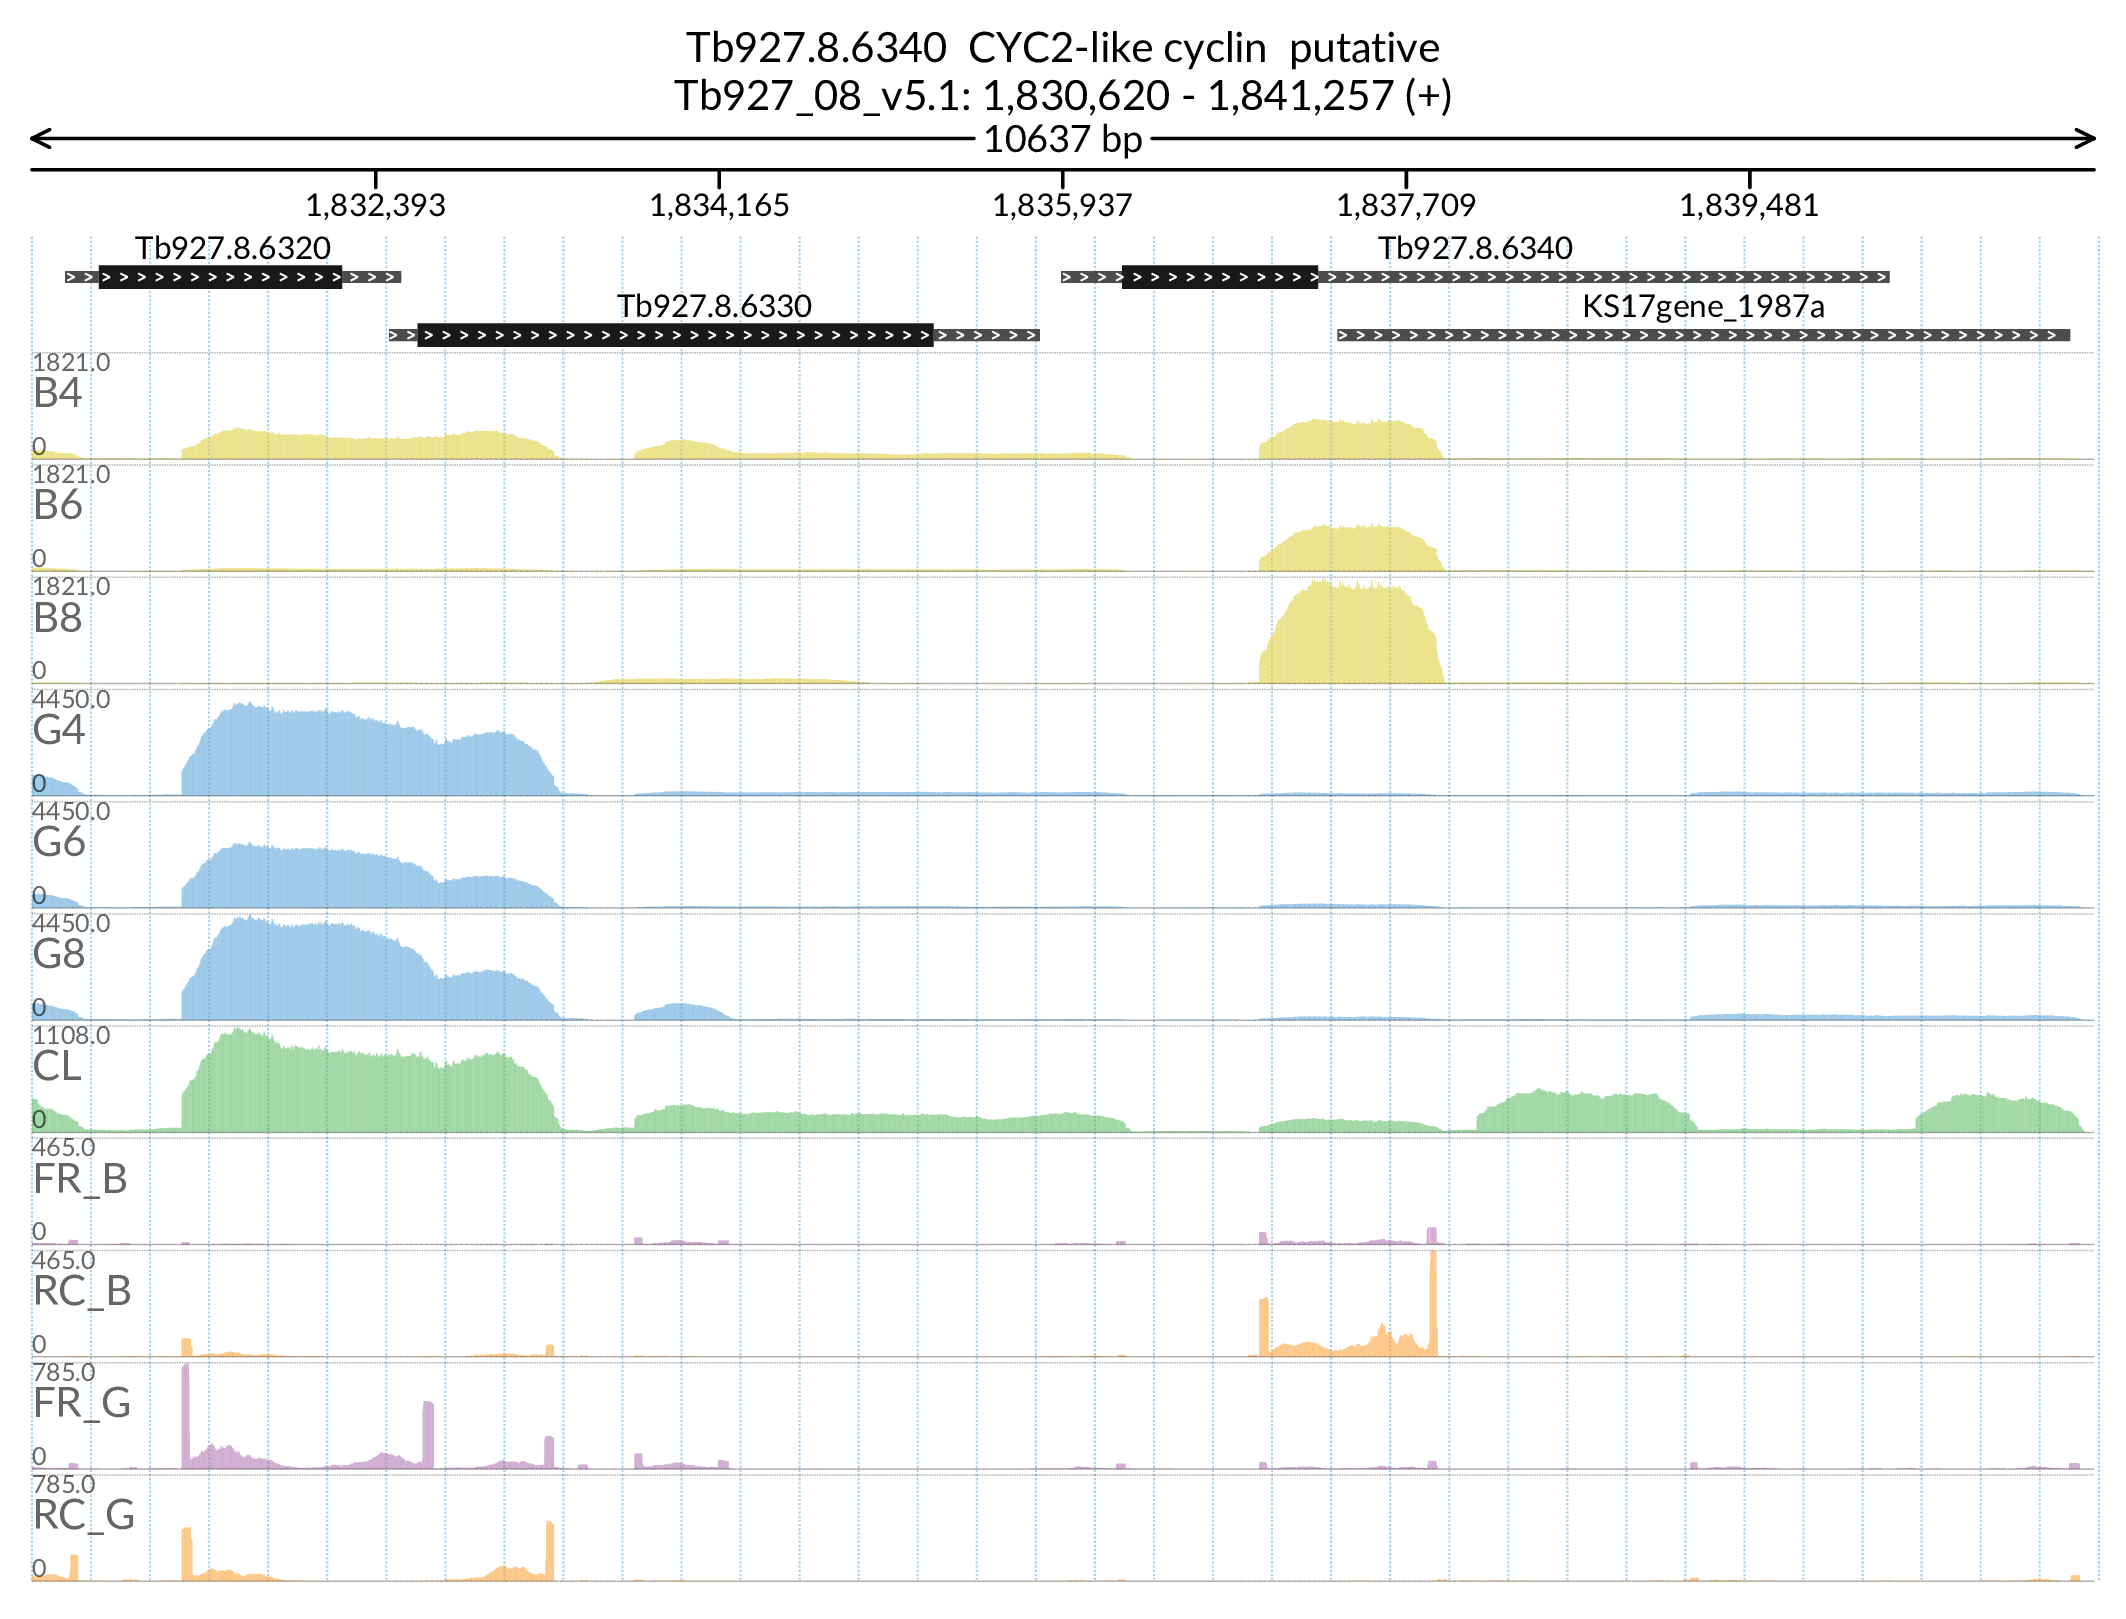 Tb927.8.6340  CYC2-like cyclin  putative
Tb927_08_v5.1: 1,830,620 - 1,841,257 (+)
10637 bp
1,832,393 1,834,165 1,835,937 1,837,709 1,839,481
Tb927.8.6320 Tb927.8.6340
Tb927.8.6330 KS17gene_1987a
1821.0
B4
0
1821.0
B6
0
1821.0
B8
0
4450.0
G4
0
4450.0
G6
0
4450.0
G8
0
1108.0
CL
0
465.0
FR_B
0
465.0
RC_B
0
785.0
FR_G
0
785.0
RC_G
0